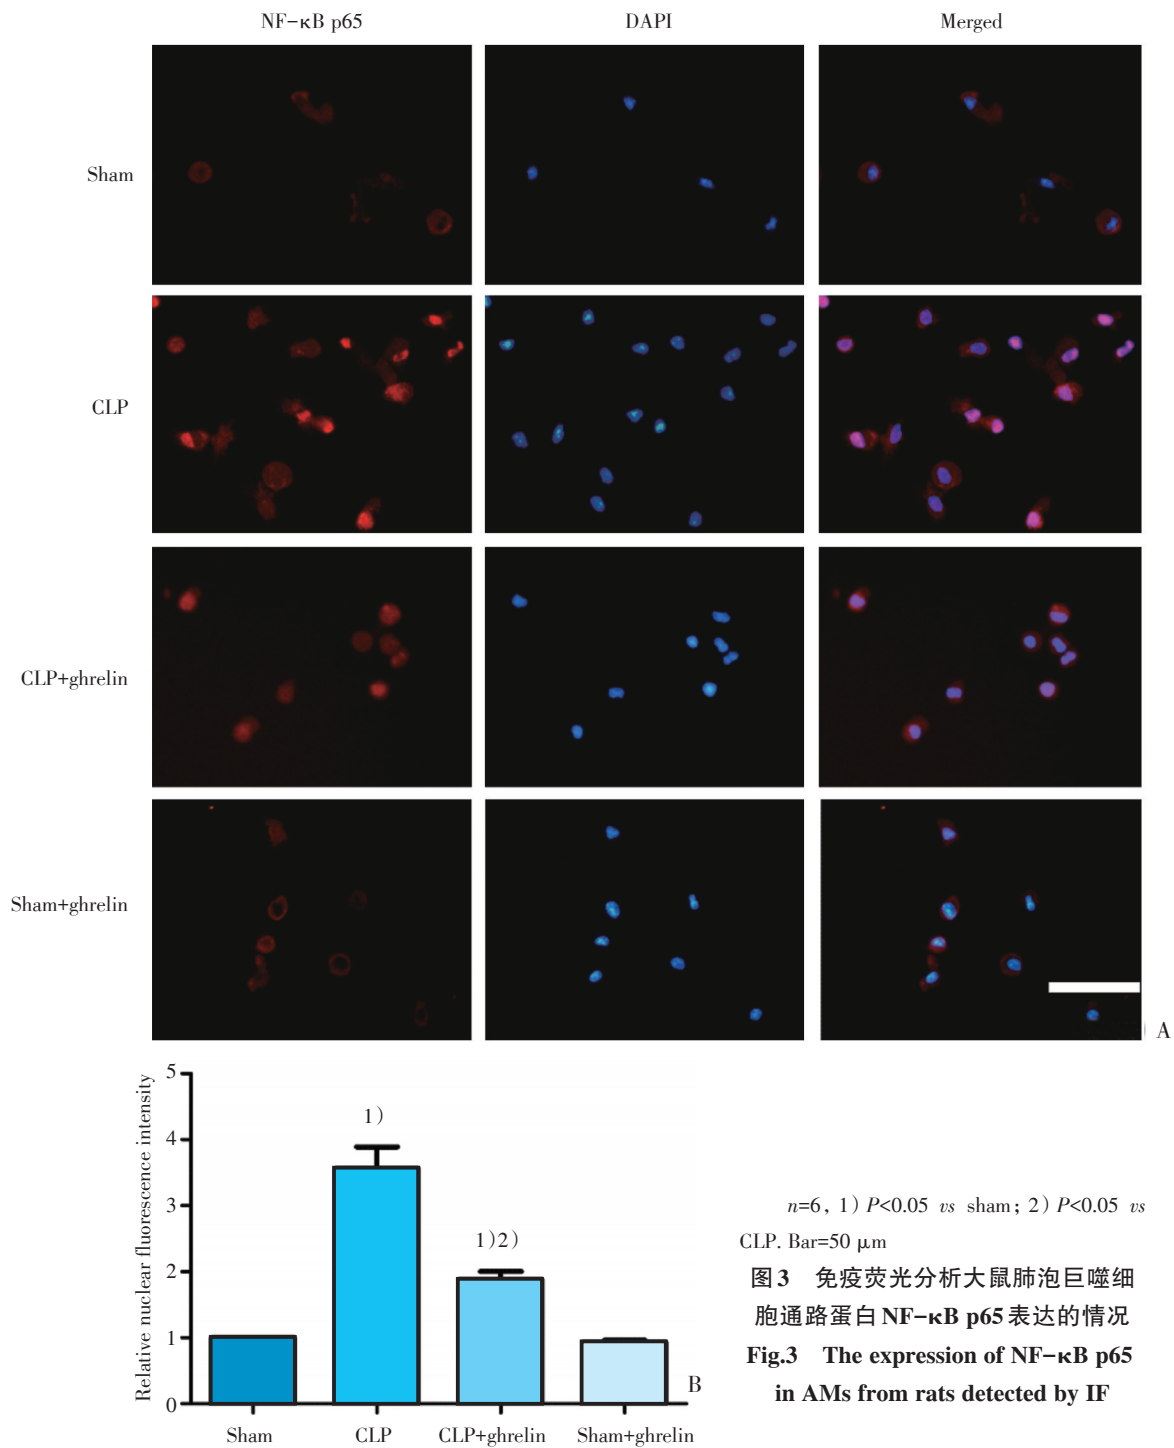 NF-κB p65 DAPI Merged
Sham
CLP
CLP+ghrelin
Sham+ghrelin
A
Relative nuclear fluorescence intensity
5
4
3
2
1
0
1)
1)2)
Sham CLP CLP+ghrelin Sham+ghrelin
B
n=6, 1) P<0.05 vs sham; 2) P<0.05 vs
CLP. Bar=50 μm
图3 免疫荧光分析大鼠肺泡巨噬细
胞通路蛋白NF-κB p65表达的情况
Fig.3 The expression of NF-κB p65
in AMs from rats detected by IF